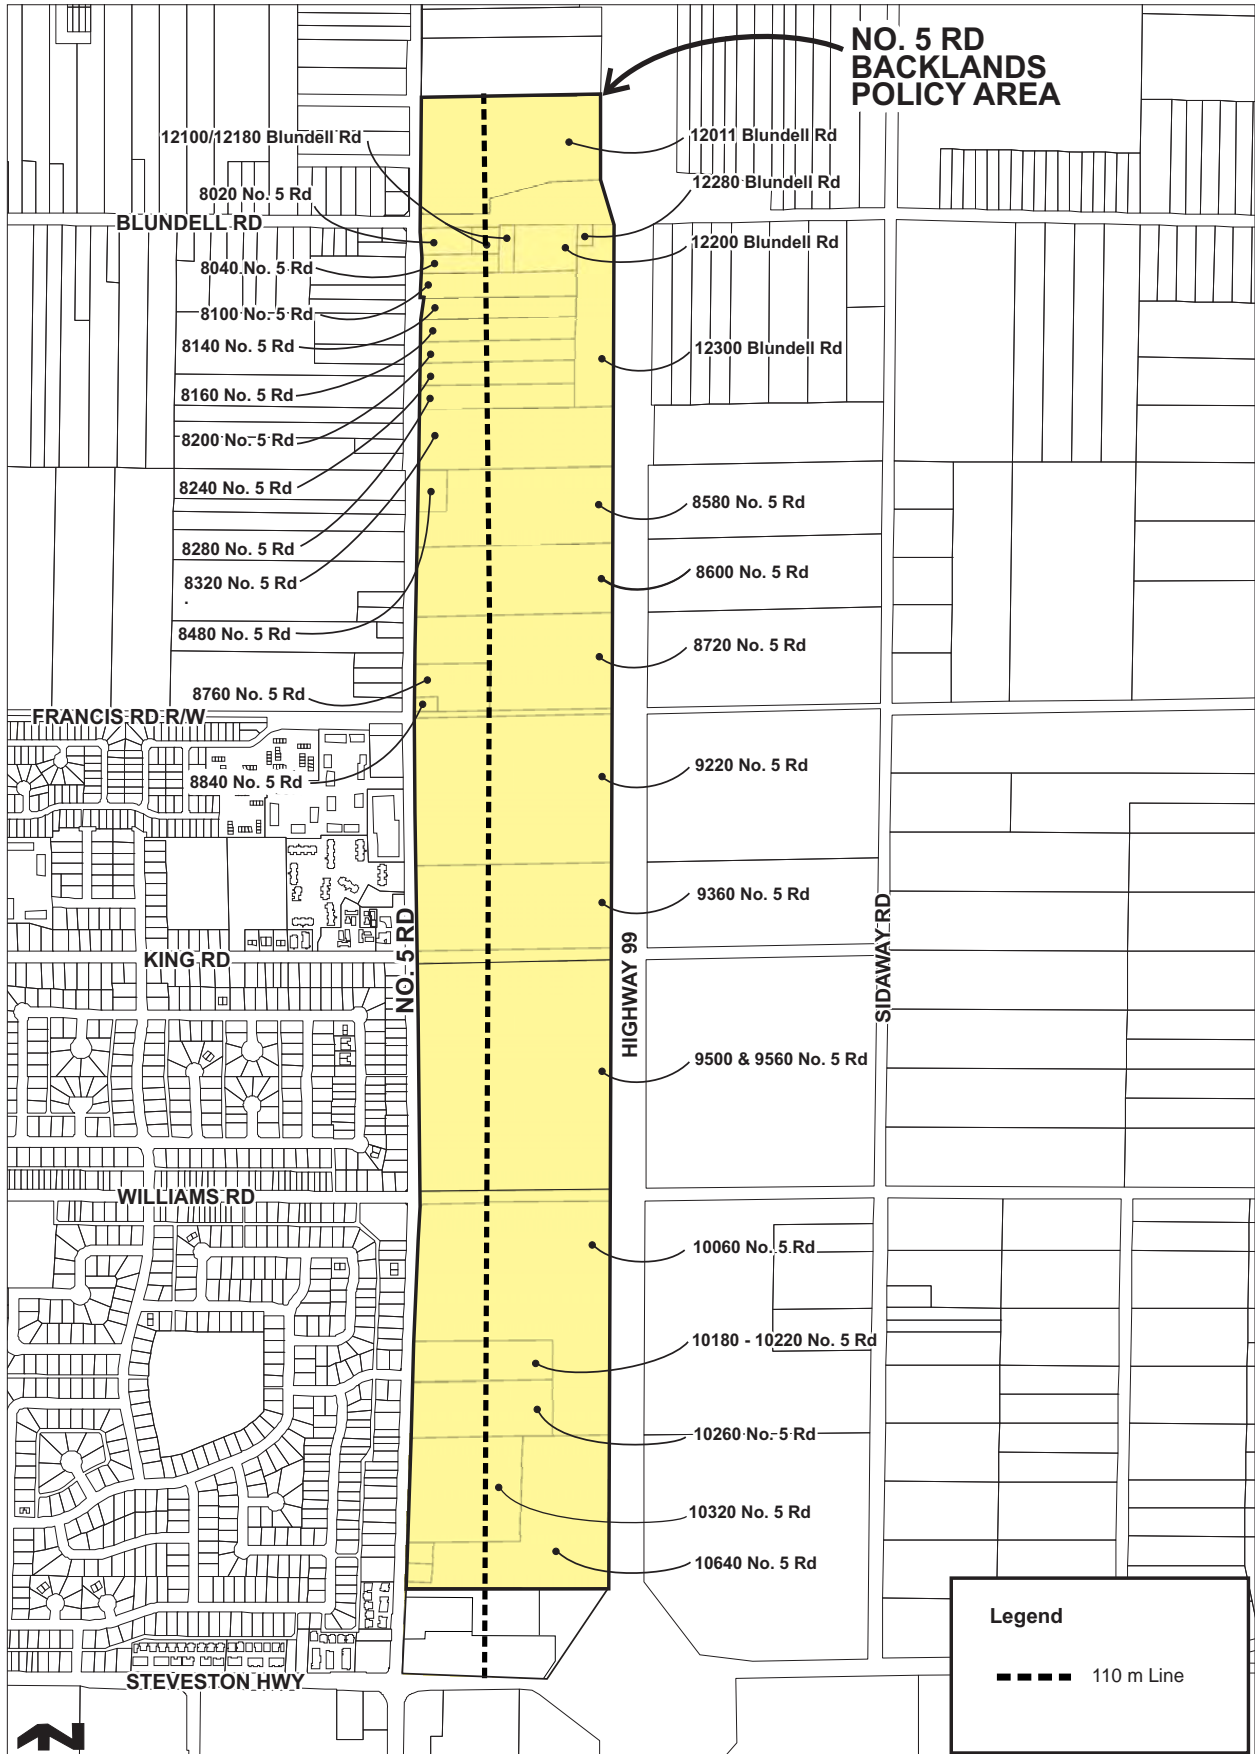 NO. 5 RD
BACKLANDS
POLICY AREA
12100/12180 Blundell Rd
12011 Blundell Rd
8020 No. 5 Rd
12280 Blundell Rd
BLUNDELL RD
12200 Blundell Rd
8040 No. 5 Rd
8100 No. 5 Rd
8140 No. 5 Rd
12300 Blundell Rd
8160 No. 5 Rd
8200 No. 5 Rd
8240 No. 5 Rd
8580 No. 5 Rd
8280 No. 5 Rd
8320 No. 5 Rd
8600 No. 5 Rd
8480 No. 5 Rd
8720 No. 5 Rd
8760 No. 5 Rd
FRANCIS RD R/W
9220 No. 5 Rd
8840 No. 5 Rd
9360 No. 5 Rd
NO. 5 RD
HIGHWAY 99
SIDAWAY RD
KING RD
9500 & 9560 No. 5 Rd
WILLIAMS RD
10060 No. 5 Rd
10180 - 10220 No. 5 Rd
10260 No. 5 Rd
10320 No. 5 Rd
10640 No. 5 Rd
Legend
110 m Line
STEVESTON HWY
N